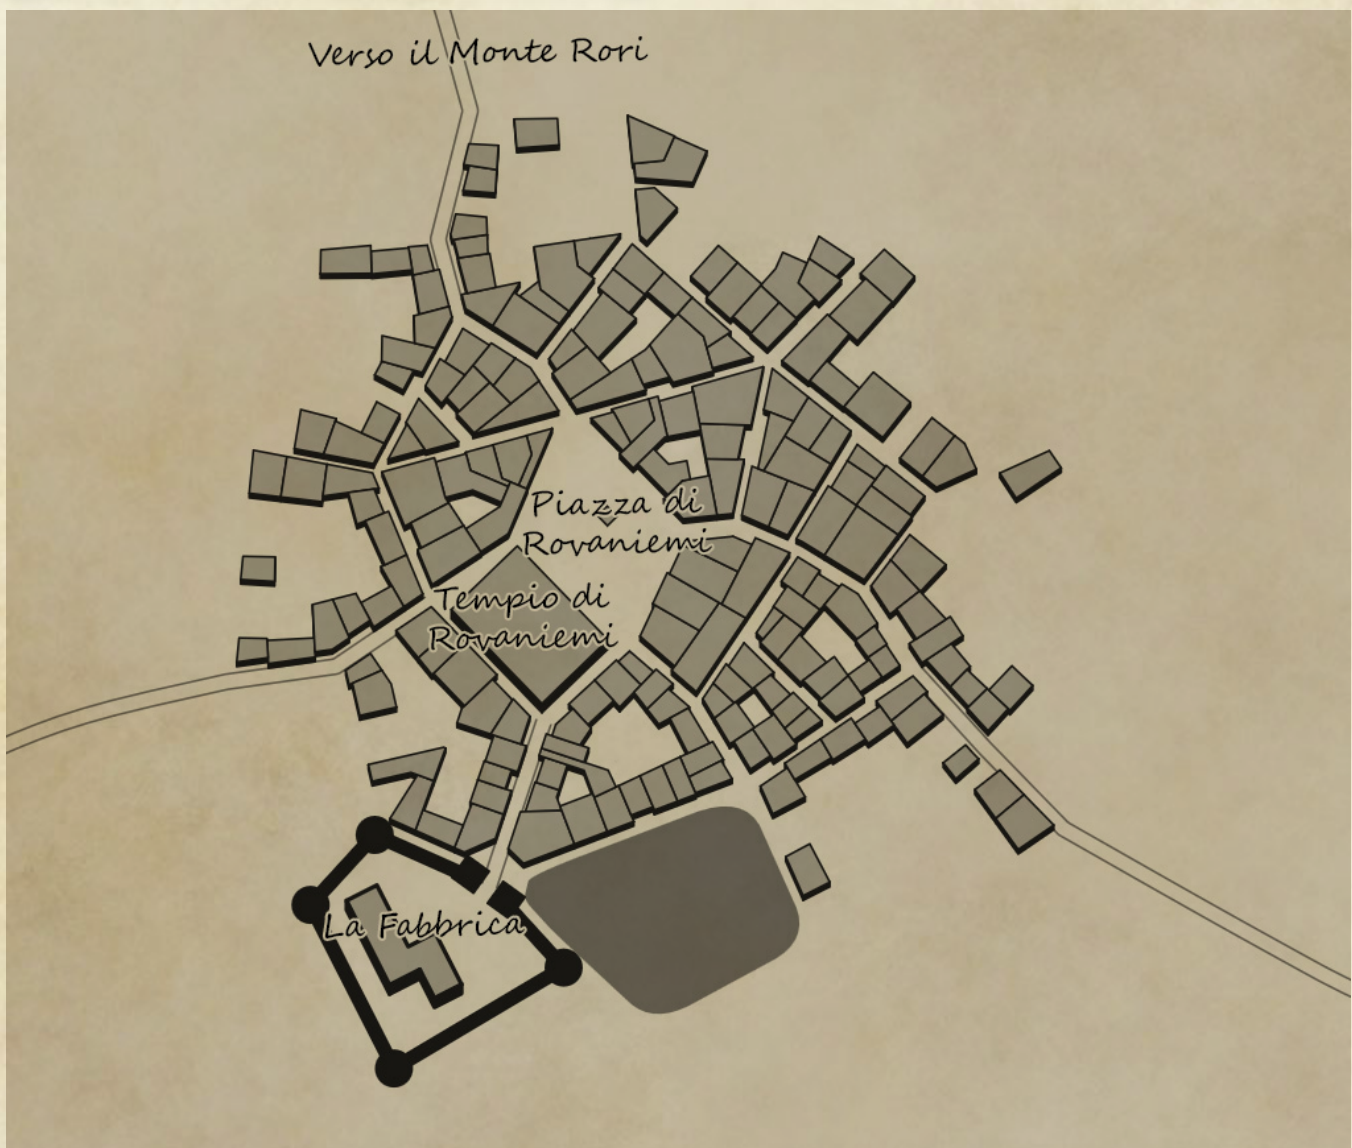 Verso il Monte Rori
Piazza di
Rovaniemi
Tempio di
Rovaniemi
La Fabbrica